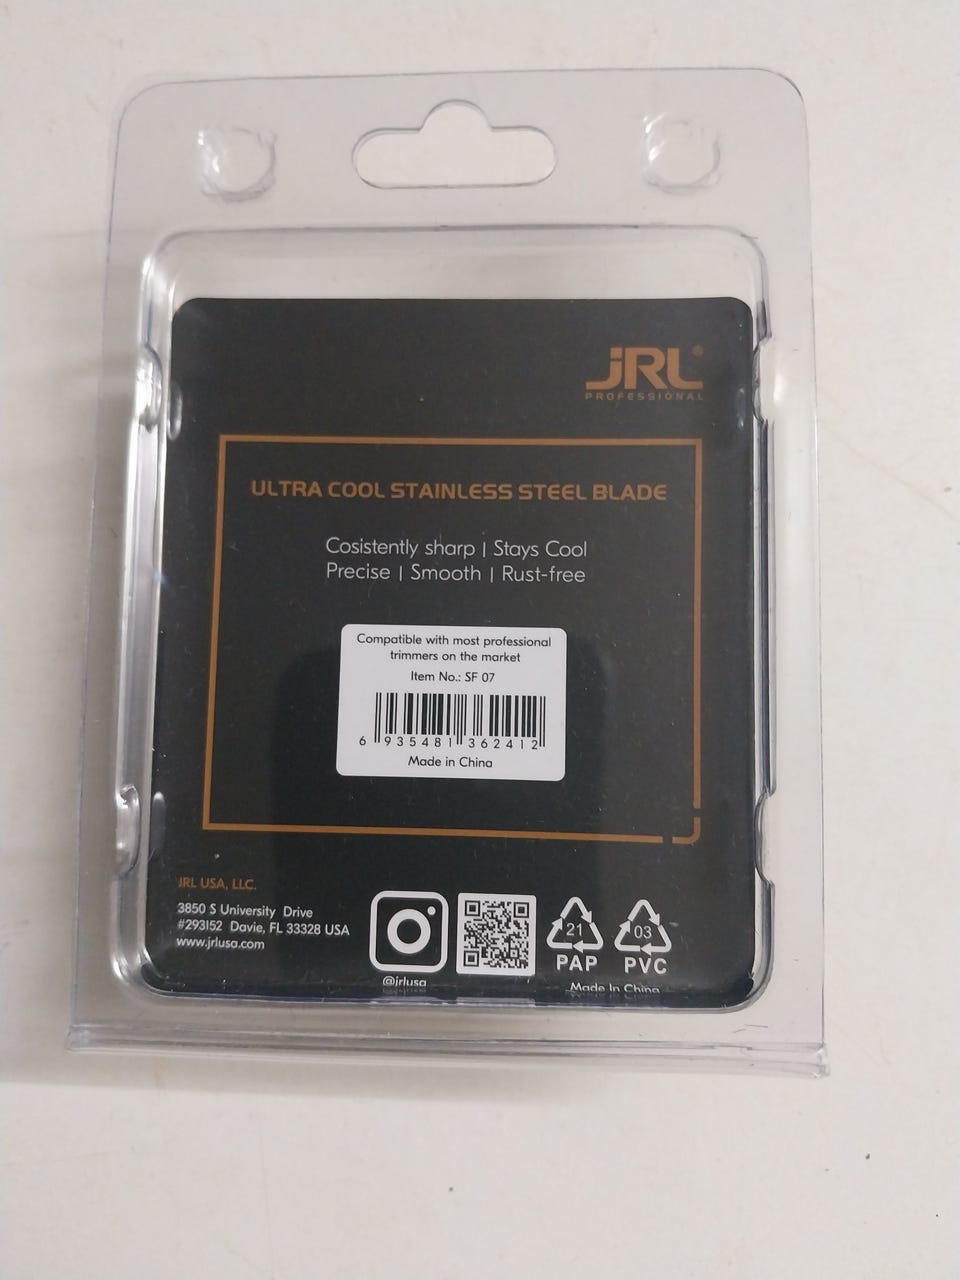 JRL®
PROFESSIONAL
ULTRA COOL STAINLESS STEEL BLADE
Cosistently sharp | Stays Cool
Precise | Smooth | Rust-free
Compatible with most professional
trimmers on the market
Item No.: SF 07
6 935481 362412
Made in China
JRL USA, LLC.
3850 S University Drive
#293152 Davie, FL 33328 USA
www.jrlusa.com
@jrlusa
21
PAP
03
PVC
Made In China